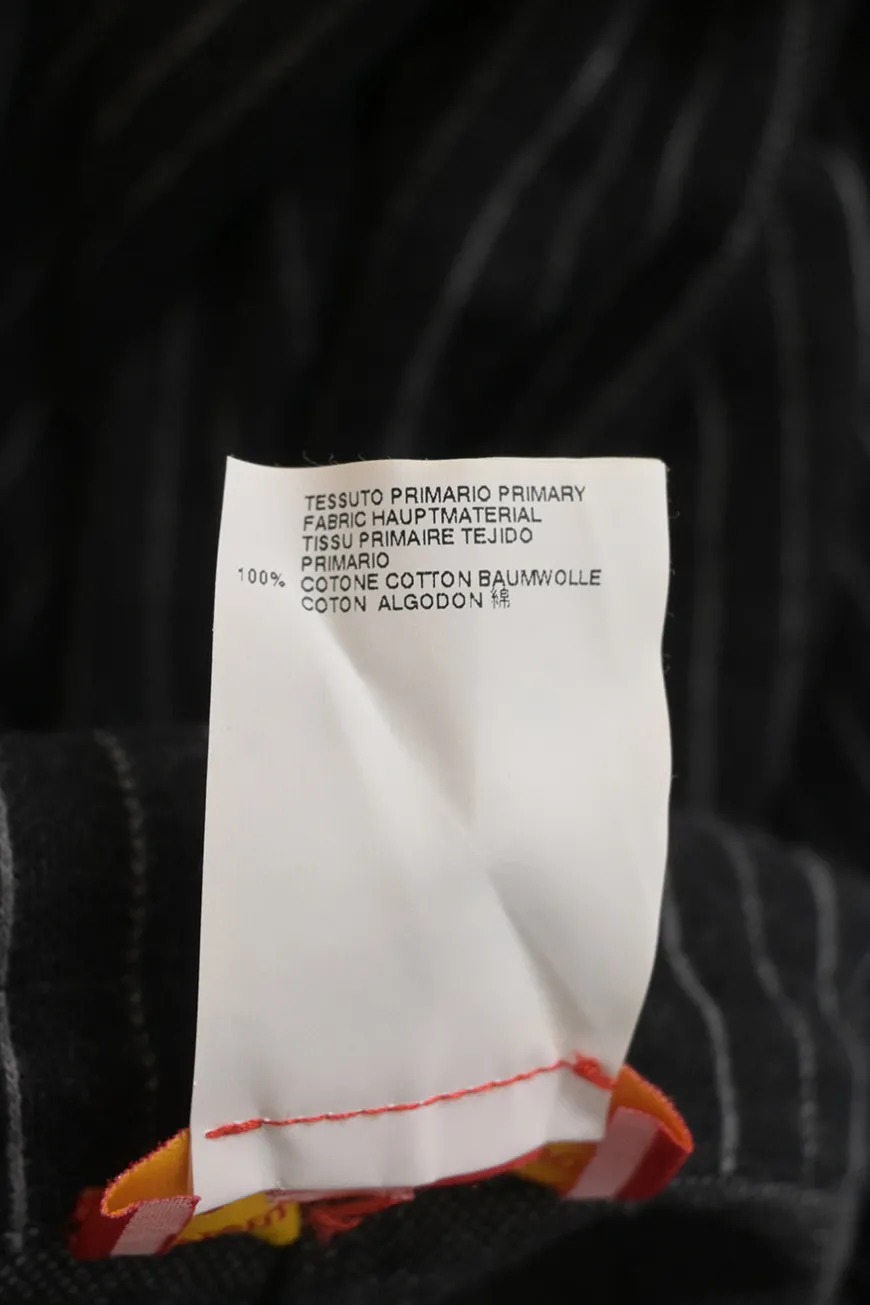 TESSUTO PRIMARIO PRIMARY
FABRIC HAUPTMATERIAL
TISSU PRIMAIRE TEJIDO
PRIMARIO
100% COTONE COTTON BAUMWOLLE
COTON ALGODON 綿